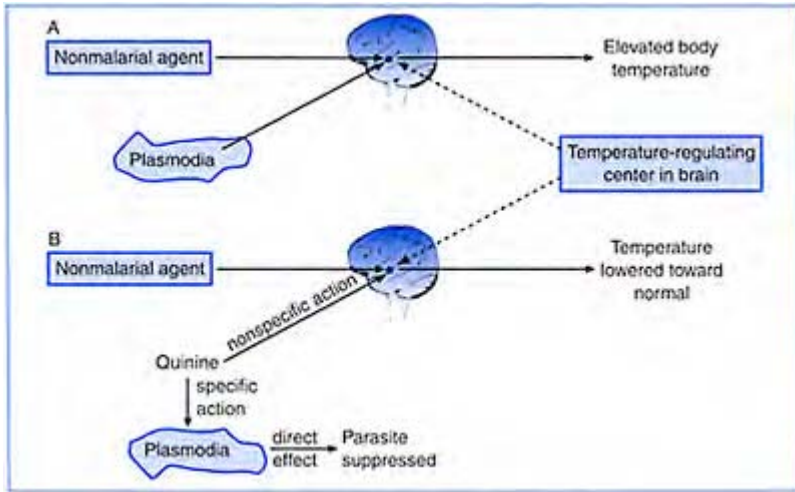 A
Nonmalarial agent
Elevated body
temperature
Plasmodia
Temperature-regulating
center in brain
B
Nonmalarial agent
Temperature
lowered toward
normal
nonspecific action
Quinine
specific
action
Plasmodia
direct
effect
Parasite
suppressed